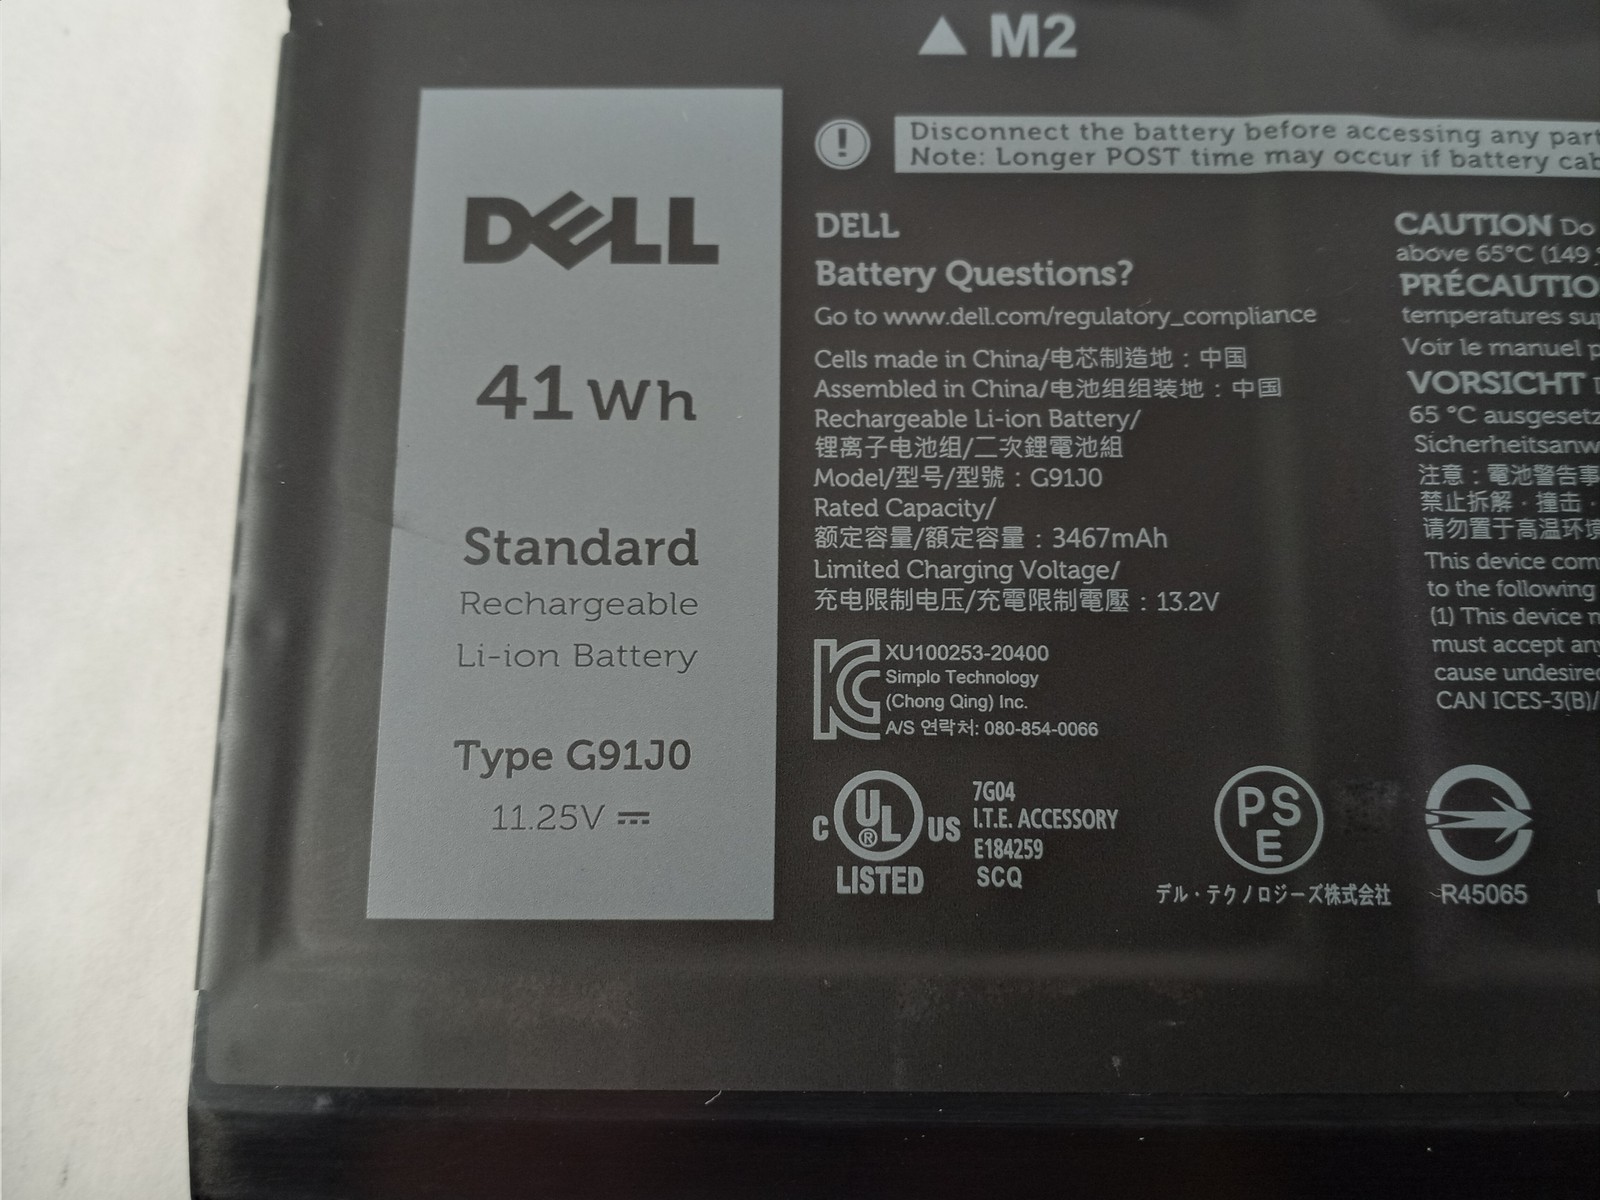 M2
Disconnect the battery before accessing any
Note: Longer POST time may occur if battery
DELL
41 Wh
Standard
Rechargeable
Li-ion Battery
Type G91J0
11.25V
DELL
Battery Questions?
Go to www.dell.com/regulatory_compliance
Cells made in China/电芯制造地：中国
Assembled in China/电池组组装地：中国
Rechargeable Li-ion Battery/
锂离子电池组/二次鋰電池組
Model/型号/型號：G91J0
Rated Capacity/
额定容量/額定容量：3467mAh
Limited Charging Voltage/
充电限制电压/充電限制電壓：13.2V
XU100253-20400
Simplo Technology
(Chong Qing) Inc.
A/S 연락처: 080-854-0066
C UL ® US
LISTED
7G04
I.T.E. ACCESSORY
E184259
SCQ
PS
E
デル・テクノロジーズ株式会社
R45065
CAUTION Do
above 65°C (149
PRÉCAUTIO
temperatures
Voir le manuel
VORSICHT
65 °C ausgesetz
Sicherheitsanw
注意：電池警告事
禁止拆解·撞击·
请勿置于高温环境
This device com
to the following
(1) This device
must accept any
cause undesired
CAN ICES-3(B)/